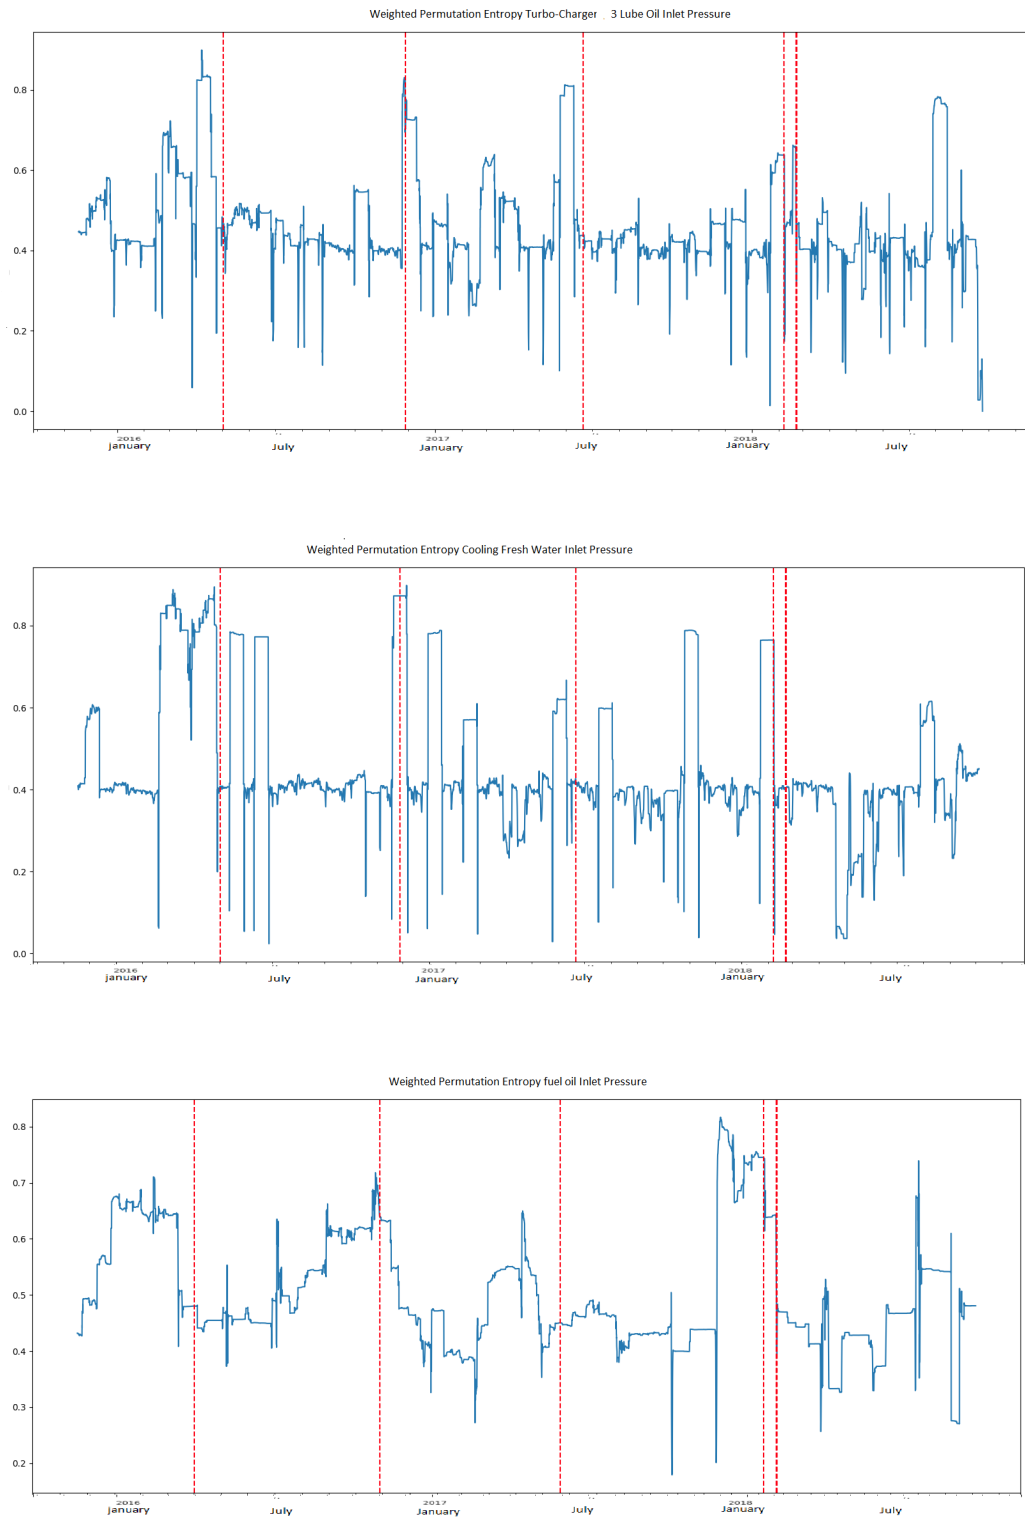 Weighted Permutation Entropy Turbo-Charger 3 Lube Oil Inlet Pressure
0.8
0.6
0.4
0.2
0.0
2016 2017 2018
january July January July January July
Weighted Permutation Entropy Cooling Fresh Water Inlet Pressure
0.8
0.6
0.4
0.2
0.0
2016 2017 2018
january July January July January July
Weighted Permutation Entropy fuel oil Inlet Pressure
0.8
0.7
0.6
0.5
0.4
0.3
0.2
2016 2017 2018
january July January July January July